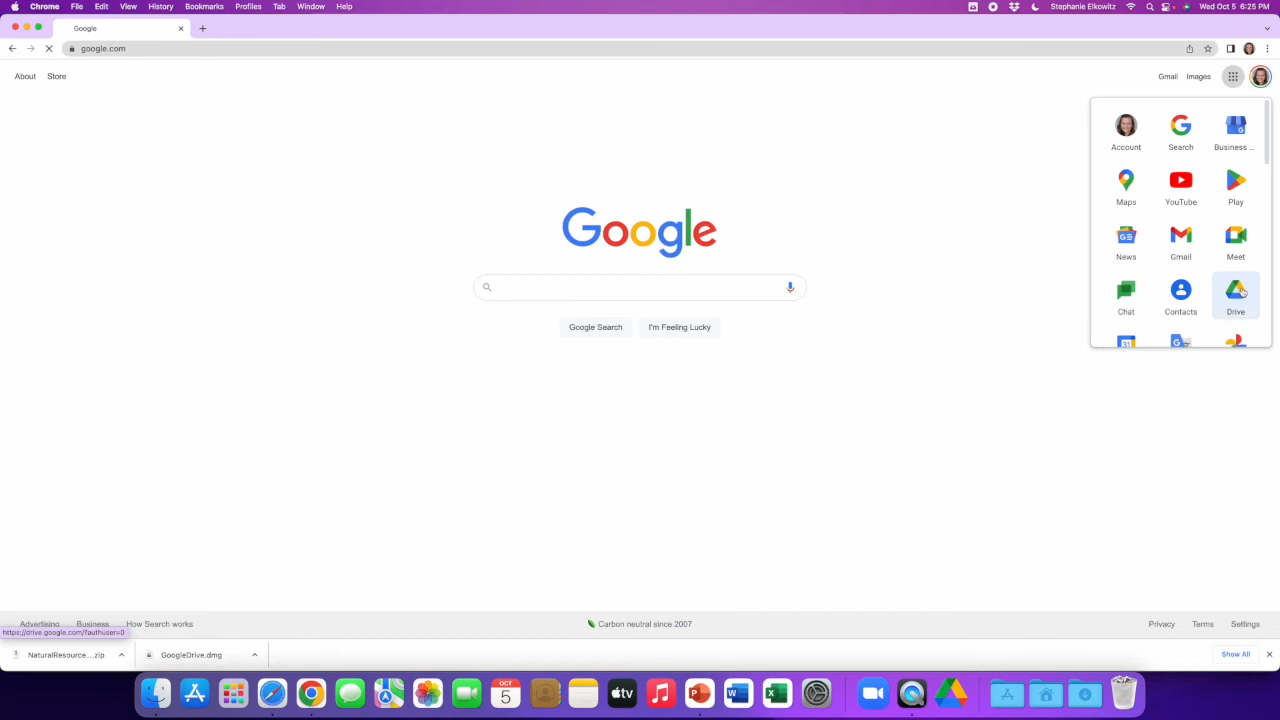 Chrome File Edit View History Bookmarks Profiles Tab Window Help Stephanie Elkowitz Wed Oct 5 6:25 PM
Google
google.com
About Store Gmail Images
Account Search Business ...
Maps YouTube Play
News Gmail Meet
Chat Contacts Drive
31
Google
Google Search I'm Feeling Lucky
Advertising Business How Search works Carbon neutral since 2007 Privacy Terms Settings
https://drive.google.com/?authuser=0
NaturalResource....zip GoogleDrive.dmg Show All
OCT
5
tv
P
W
X